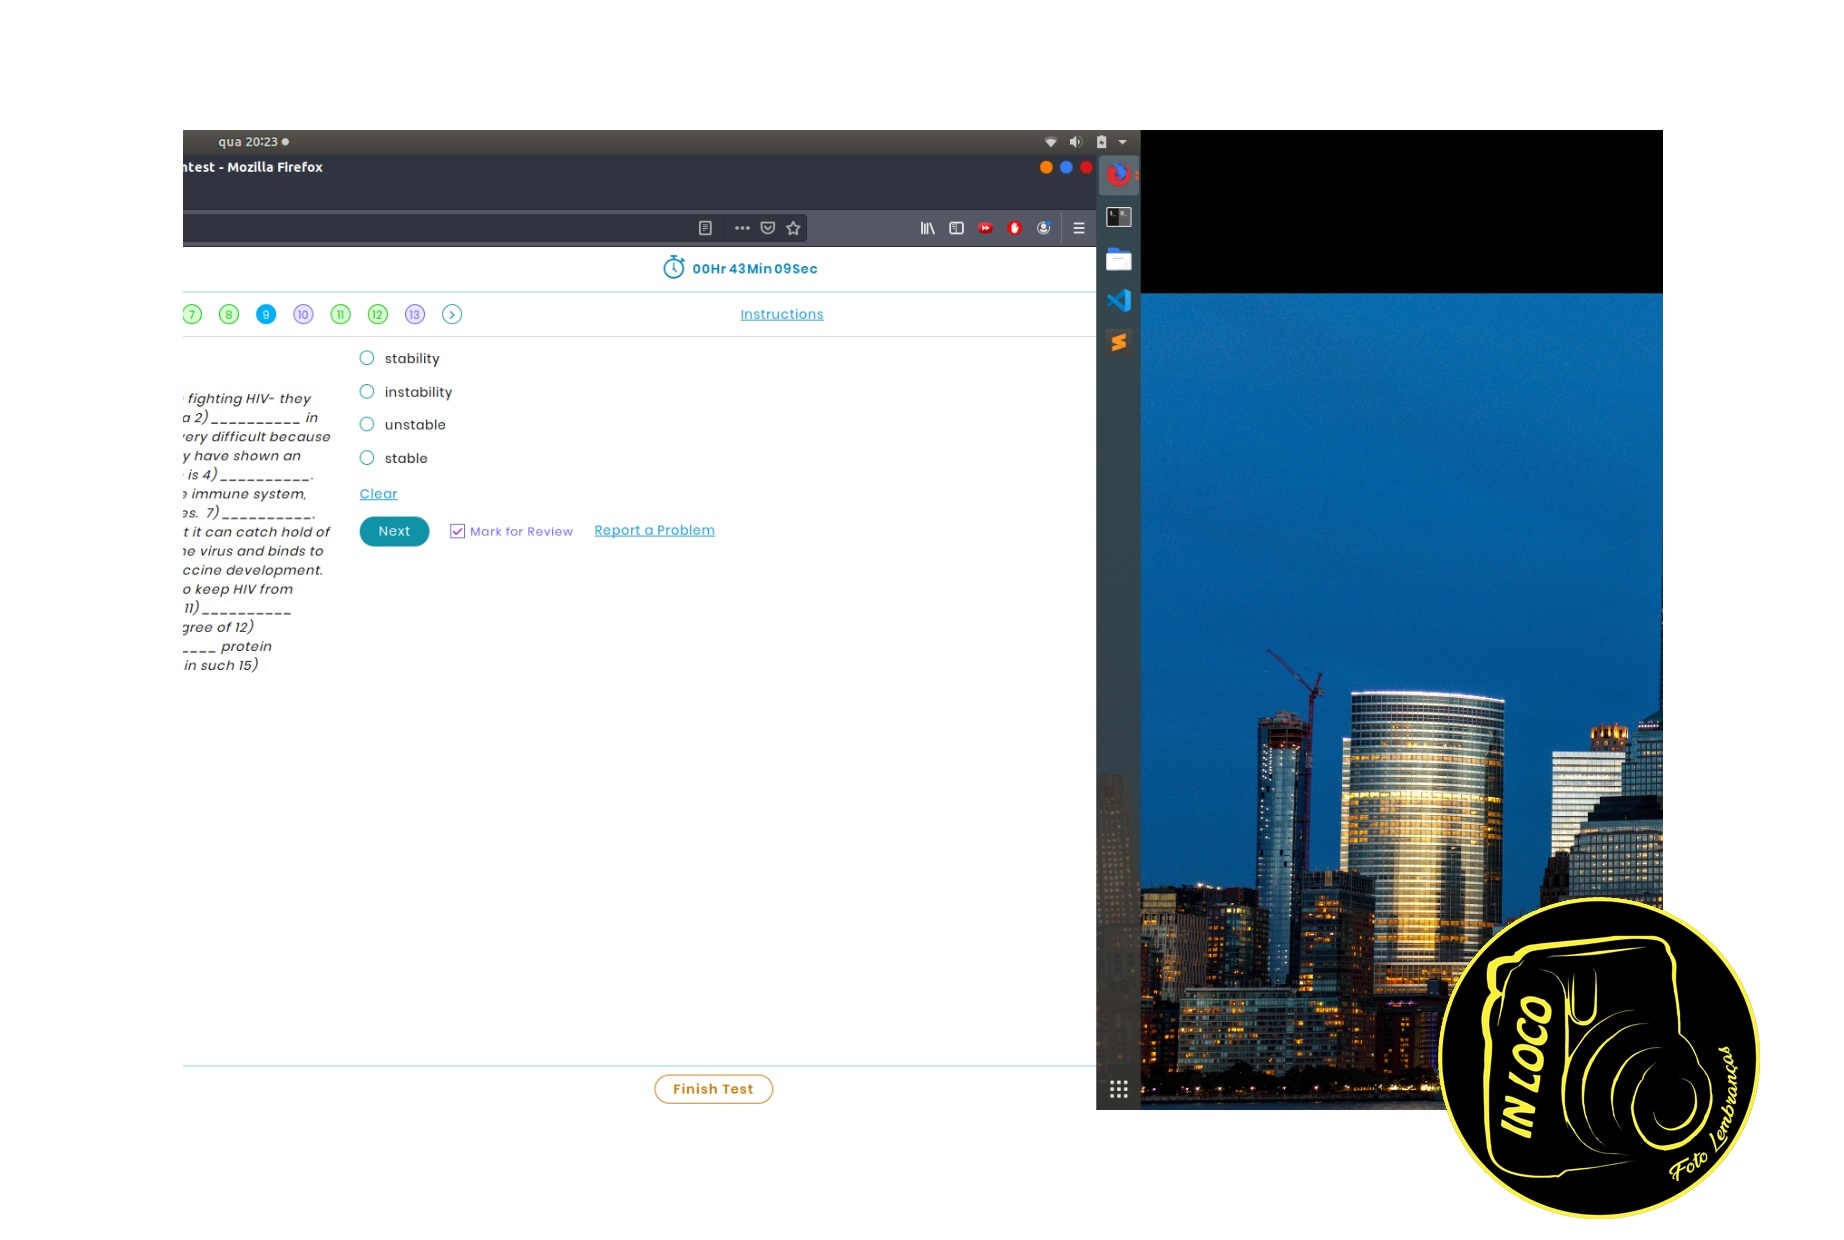 qua 20:23
ntest - Mozilla Firefox
00Hr 43Min 09Sec
7 8 9 10 11 12 13
Instructions
stability
instability
unstable
stable
Clear
Next
Mark for Review
Report a Problem
fighting HIV- they
a 2)__________ in
very difficult because
y have shown an
is 4)__________.
e immune system,
es. 7)__________,
t it can catch hold of
he virus and binds to
ccine development.
o keep HIV from
11)__________
gree of 12)
____ protein
in such 15)
Finish Test
IN LOCO
Foto Lembranças